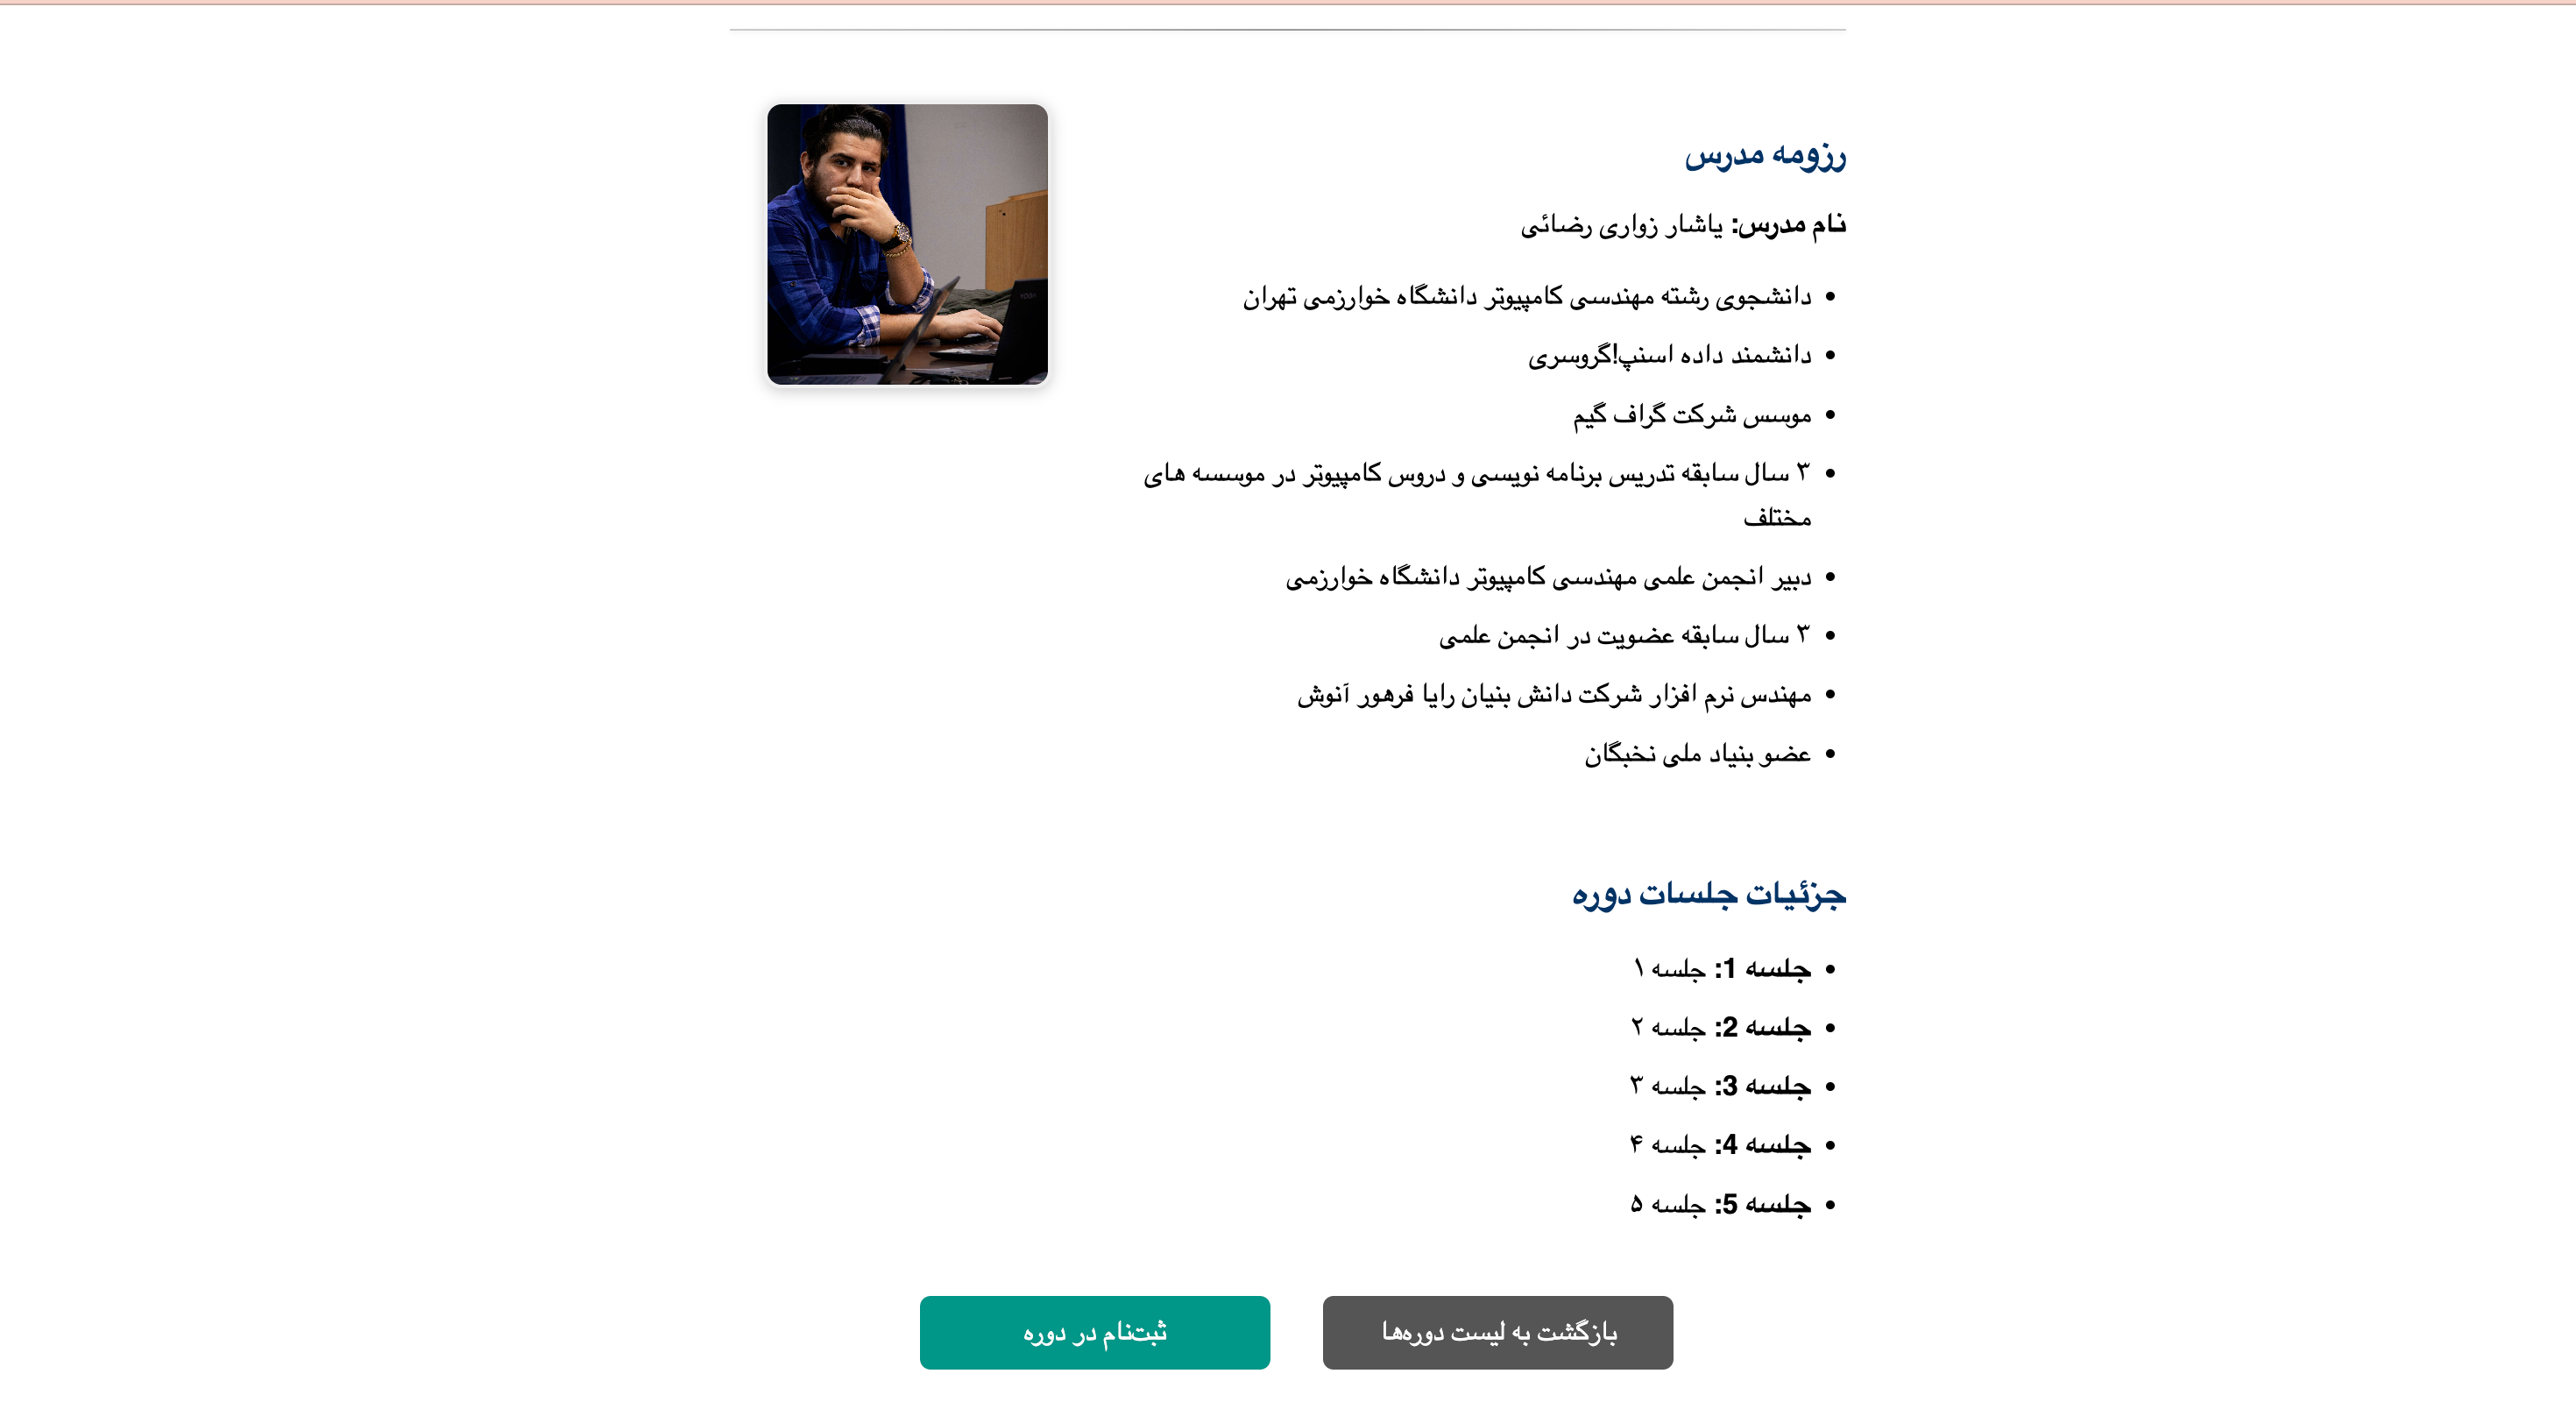 رزومه مدرس
نام مدرس: یاشار زواری رضائی
دانشجوی رشته مهندسی کامپیوتر دانشگاه خوارزمی تهران
دانشمند داده اسنپ!گروسری
موسس شرکت گراف گیم
۳ سال سابقه تدریس برنامه نویسی و دروس کامپیوتر در موسسه های
مختلف
دبیر انجمن علمی مهندسی کامپیوتر دانشگاه خوارزمی
۳ سال سابقه عضویت در انجمن علمی
مهندس نرم افزار شرکت دانش بنیان رایا فرهور آنوش
عضو بنیاد ملی نخبگان
جزئیات جلسات دوره
جلسه 1: جلسه ۱
جلسه 2: جلسه ۲
جلسه 3: جلسه ۳
جلسه 4: جلسه ۴
جلسه 5: جلسه ۵
بازگشت به لیست دوره‌ها
ثبت‌نام در دوره